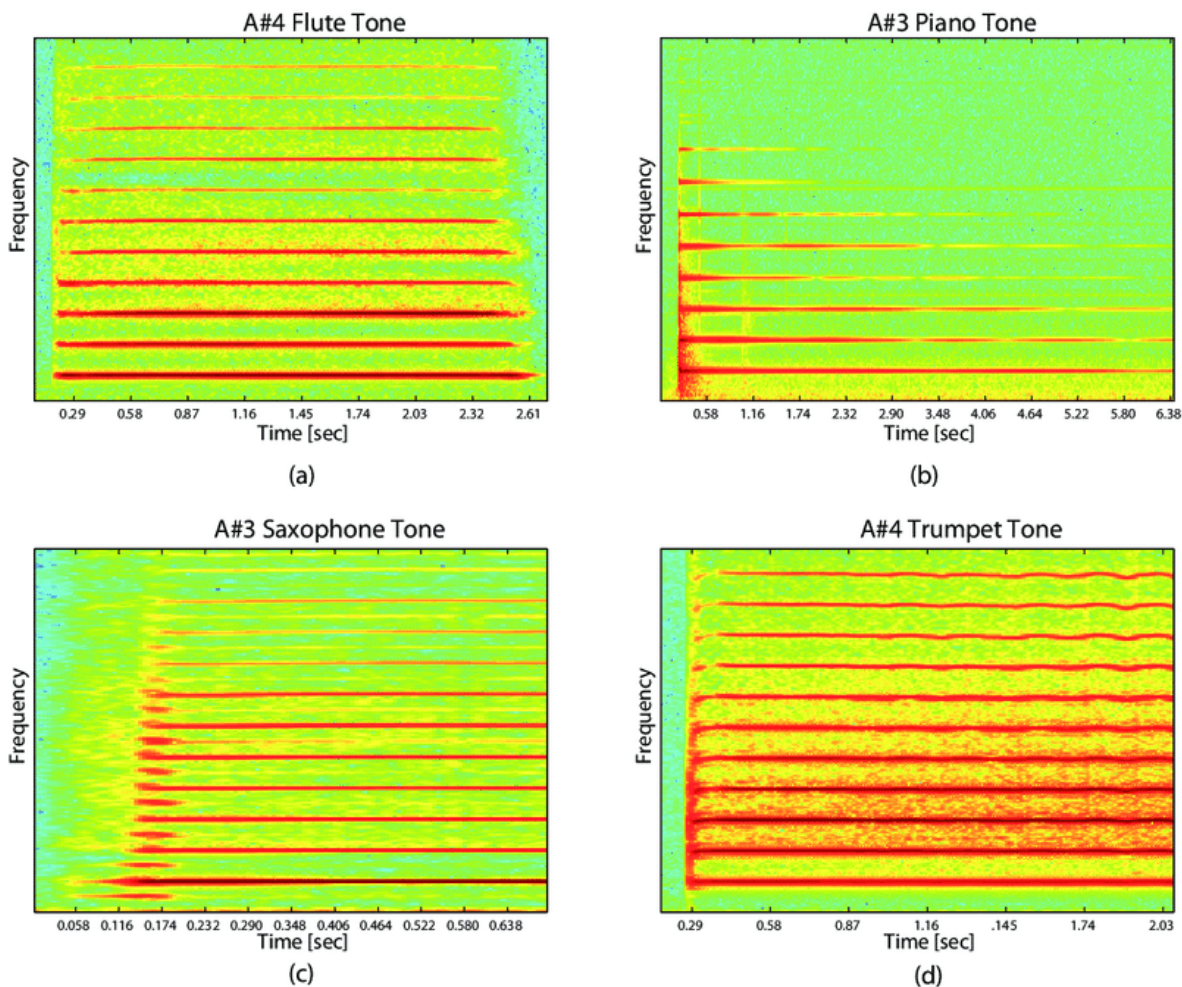 A#4 Flute Tone
Frequency
0.29 0.58 0.87 1.16 1.45 1.74 2.03 2.32 2.61
Time [sec]
(a)
A#3 Piano Tone
Frequency
0.58 1.16 1.74 2.32 2.90 3.48 4.06 4.64 5.22 5.80 6.38
Time [sec]
(b)
A#3 Saxophone Tone
Frequency
0.058 0.116 0.174 0.232 0.290 0.348 0.406 0.464 0.522 0.580 0.638
Time [sec]
(c)
A#4 Trumpet Tone
Frequency
0.29 0.58 0.87 1.16 .145 1.74 2.03
Time [sec]
(d)